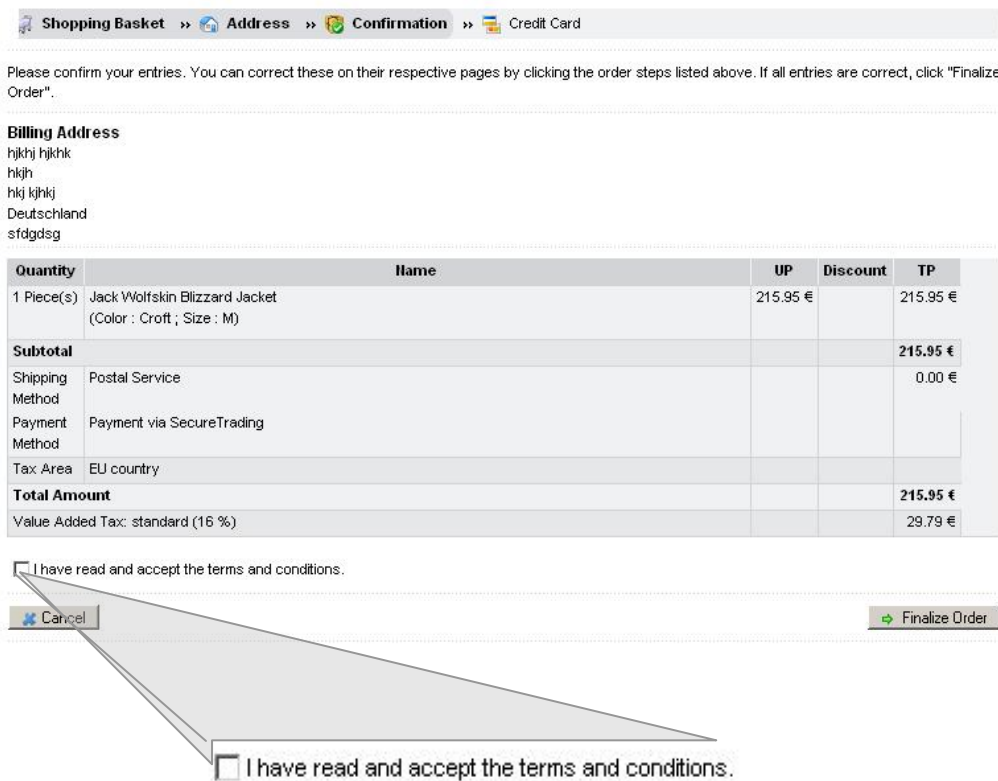 Shopping Basket » Address » Confirmation » Credit Card
Please confirm your entries. You can correct these on their respective pages by clicking the order steps listed above. If all entries are correct, click "Finalize
Order".
Billing Address
hjkhj hjkhk
hkjh
hkj kjhkj
Deutschland
sfdgdsg
Quantity Name UP Discount TP
1 Piece(s) Jack Wolfskin Blizzard Jacket 215.95 € 215.95 €
(Color : Croft ; Size : M)
Subtotal 215.95 €
Shipping Postal Service 0.00 €
Method
Payment Payment via SecureTrading
Method
Tax Area EU country
Total Amount 215.95 €
Value Added Tax: standard (16 %) 29.79 €
I have read and accept the terms and conditions.
Cancel Finalize Order
I have read and accept the terms and conditions.